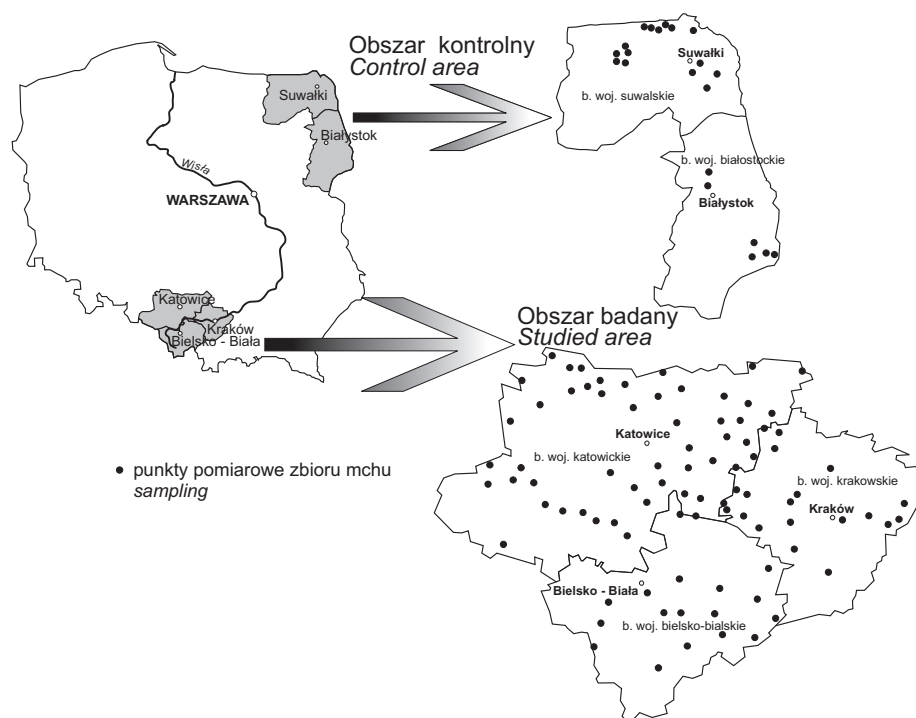 Obszar kontrolny
Control area
Suwałki
Białystok
Wisła
WARSZAWA
Katowice
Kraków
Bielsko - Biała
Suwałki
b. woj. suwalskie
b. woj. białostockie
Białystok
Obszar badany
Studied area
Katowice
b. woj. katowickie
b. woj. krakowskie
Kraków
Bielsko - Biała
b. woj. bielsko-bialskie
punkty pomiarowe zbioru mchu
sampling